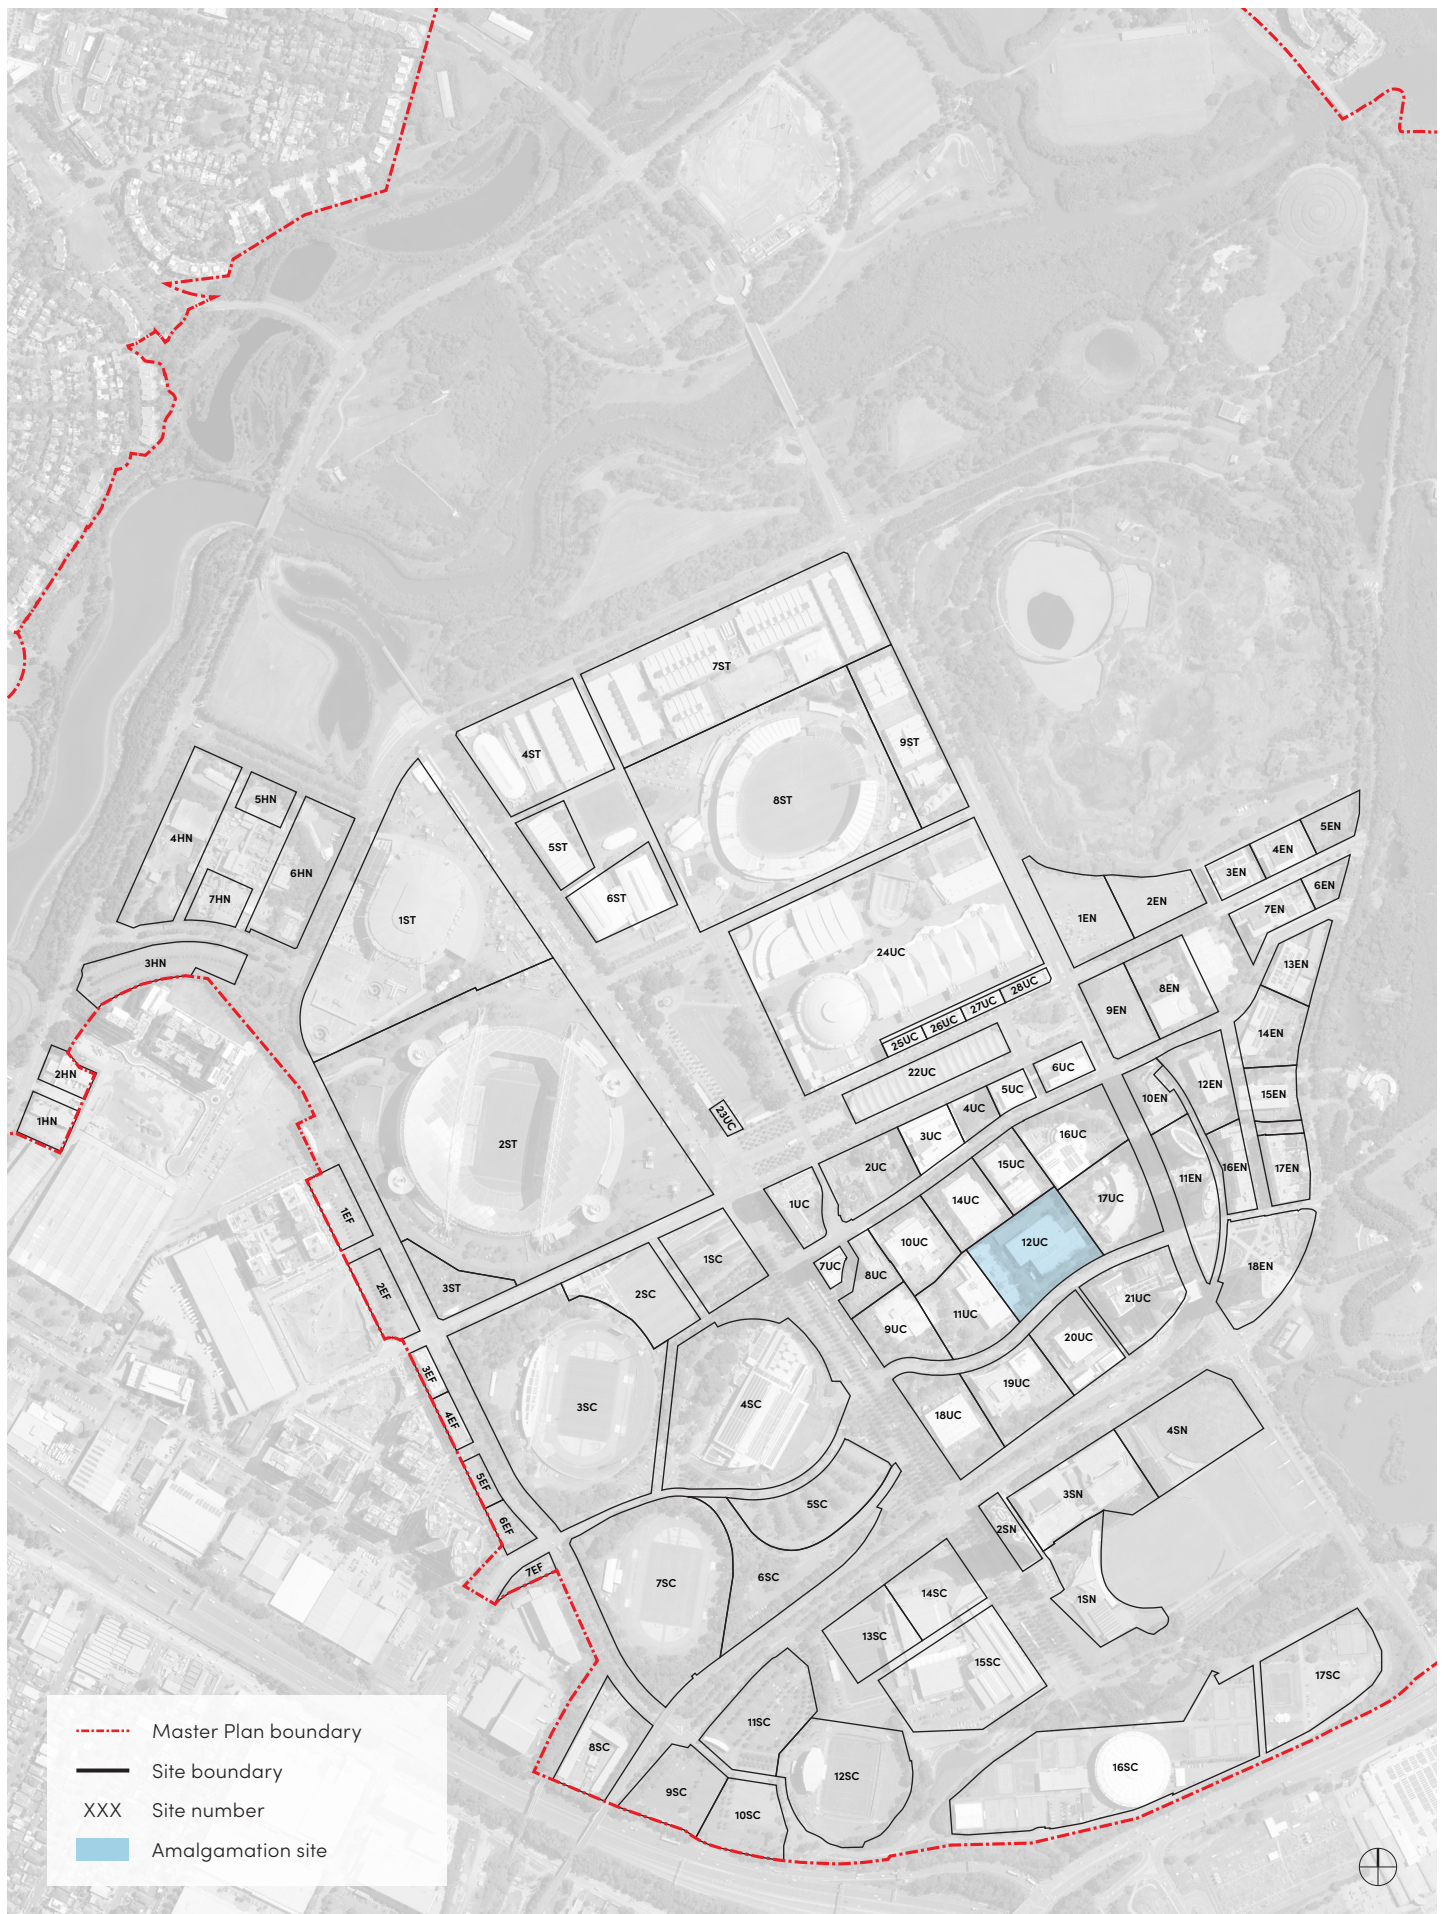 7ST
4ST
9ST
8ST
5HN
5EN
4HN
5ST
4EN
3EN
6HN
6EN
7HN
6ST
2EN
7EN
1ST
1EN
24UC
3HN
13EN
8EN
28UC
27UC
9EN
26UC
14EN
25UC
22UC
6UC
2HN
12EN
5UC
15EN
10EN
4UC
23UC
1HN
3UC
16UC
2ST
15UC
2UC
16EN
17EN
11EN
14UC
17UC
1UC
1EF
10UC
12UC
1SC
7UC
18EN
8UC
3ST
2EF
2SC
21UC
11UC
9UC
20UC
3EF
19UC
4SC
3SC
4EF
18UC
4SN
5EF
3SN
5SC
6EF
2SN
7EF
6SC
7SC
14SC
1SN
13SC
15SC
17SC
11SC
8SC
16SC
12SC
9SC
10SC
Master Plan boundary
Site boundary
XXX Site number
Amalgamation site